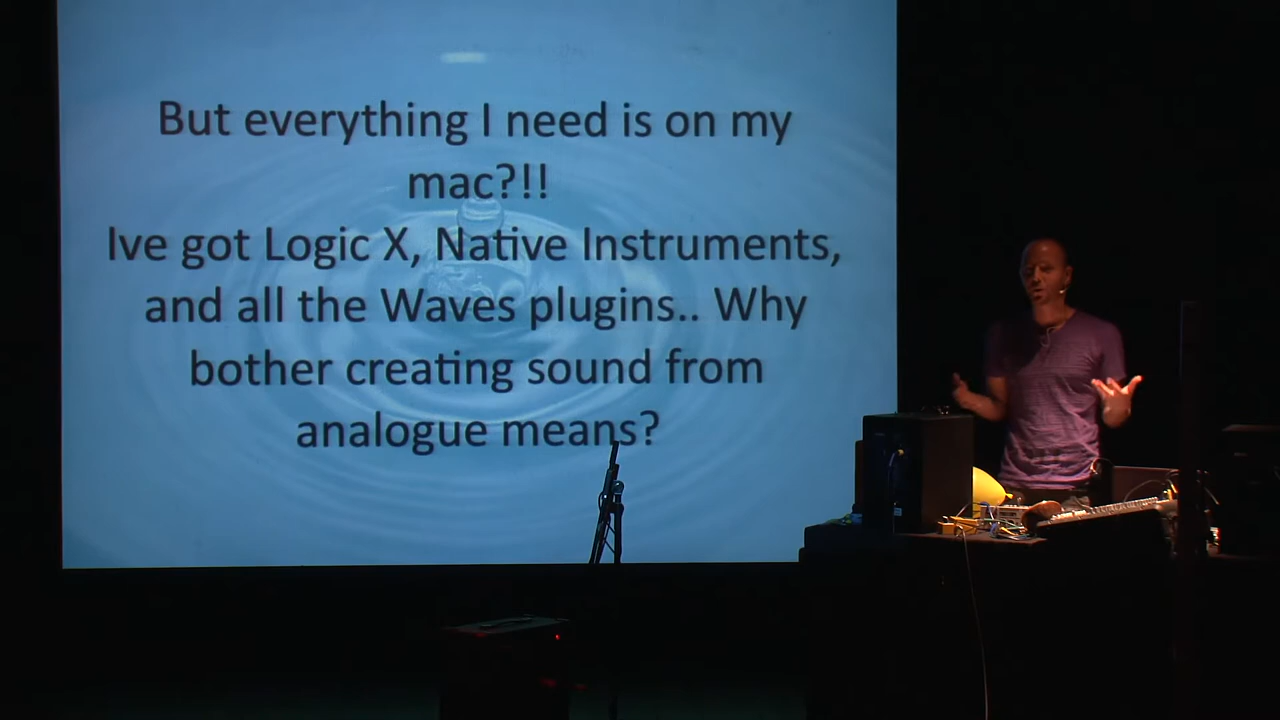 But everything I need is on my
mac?!!
Ive got Logic X, Native Instruments,
and all the Waves plugins.. Why
bother creating sound from
analogue means?